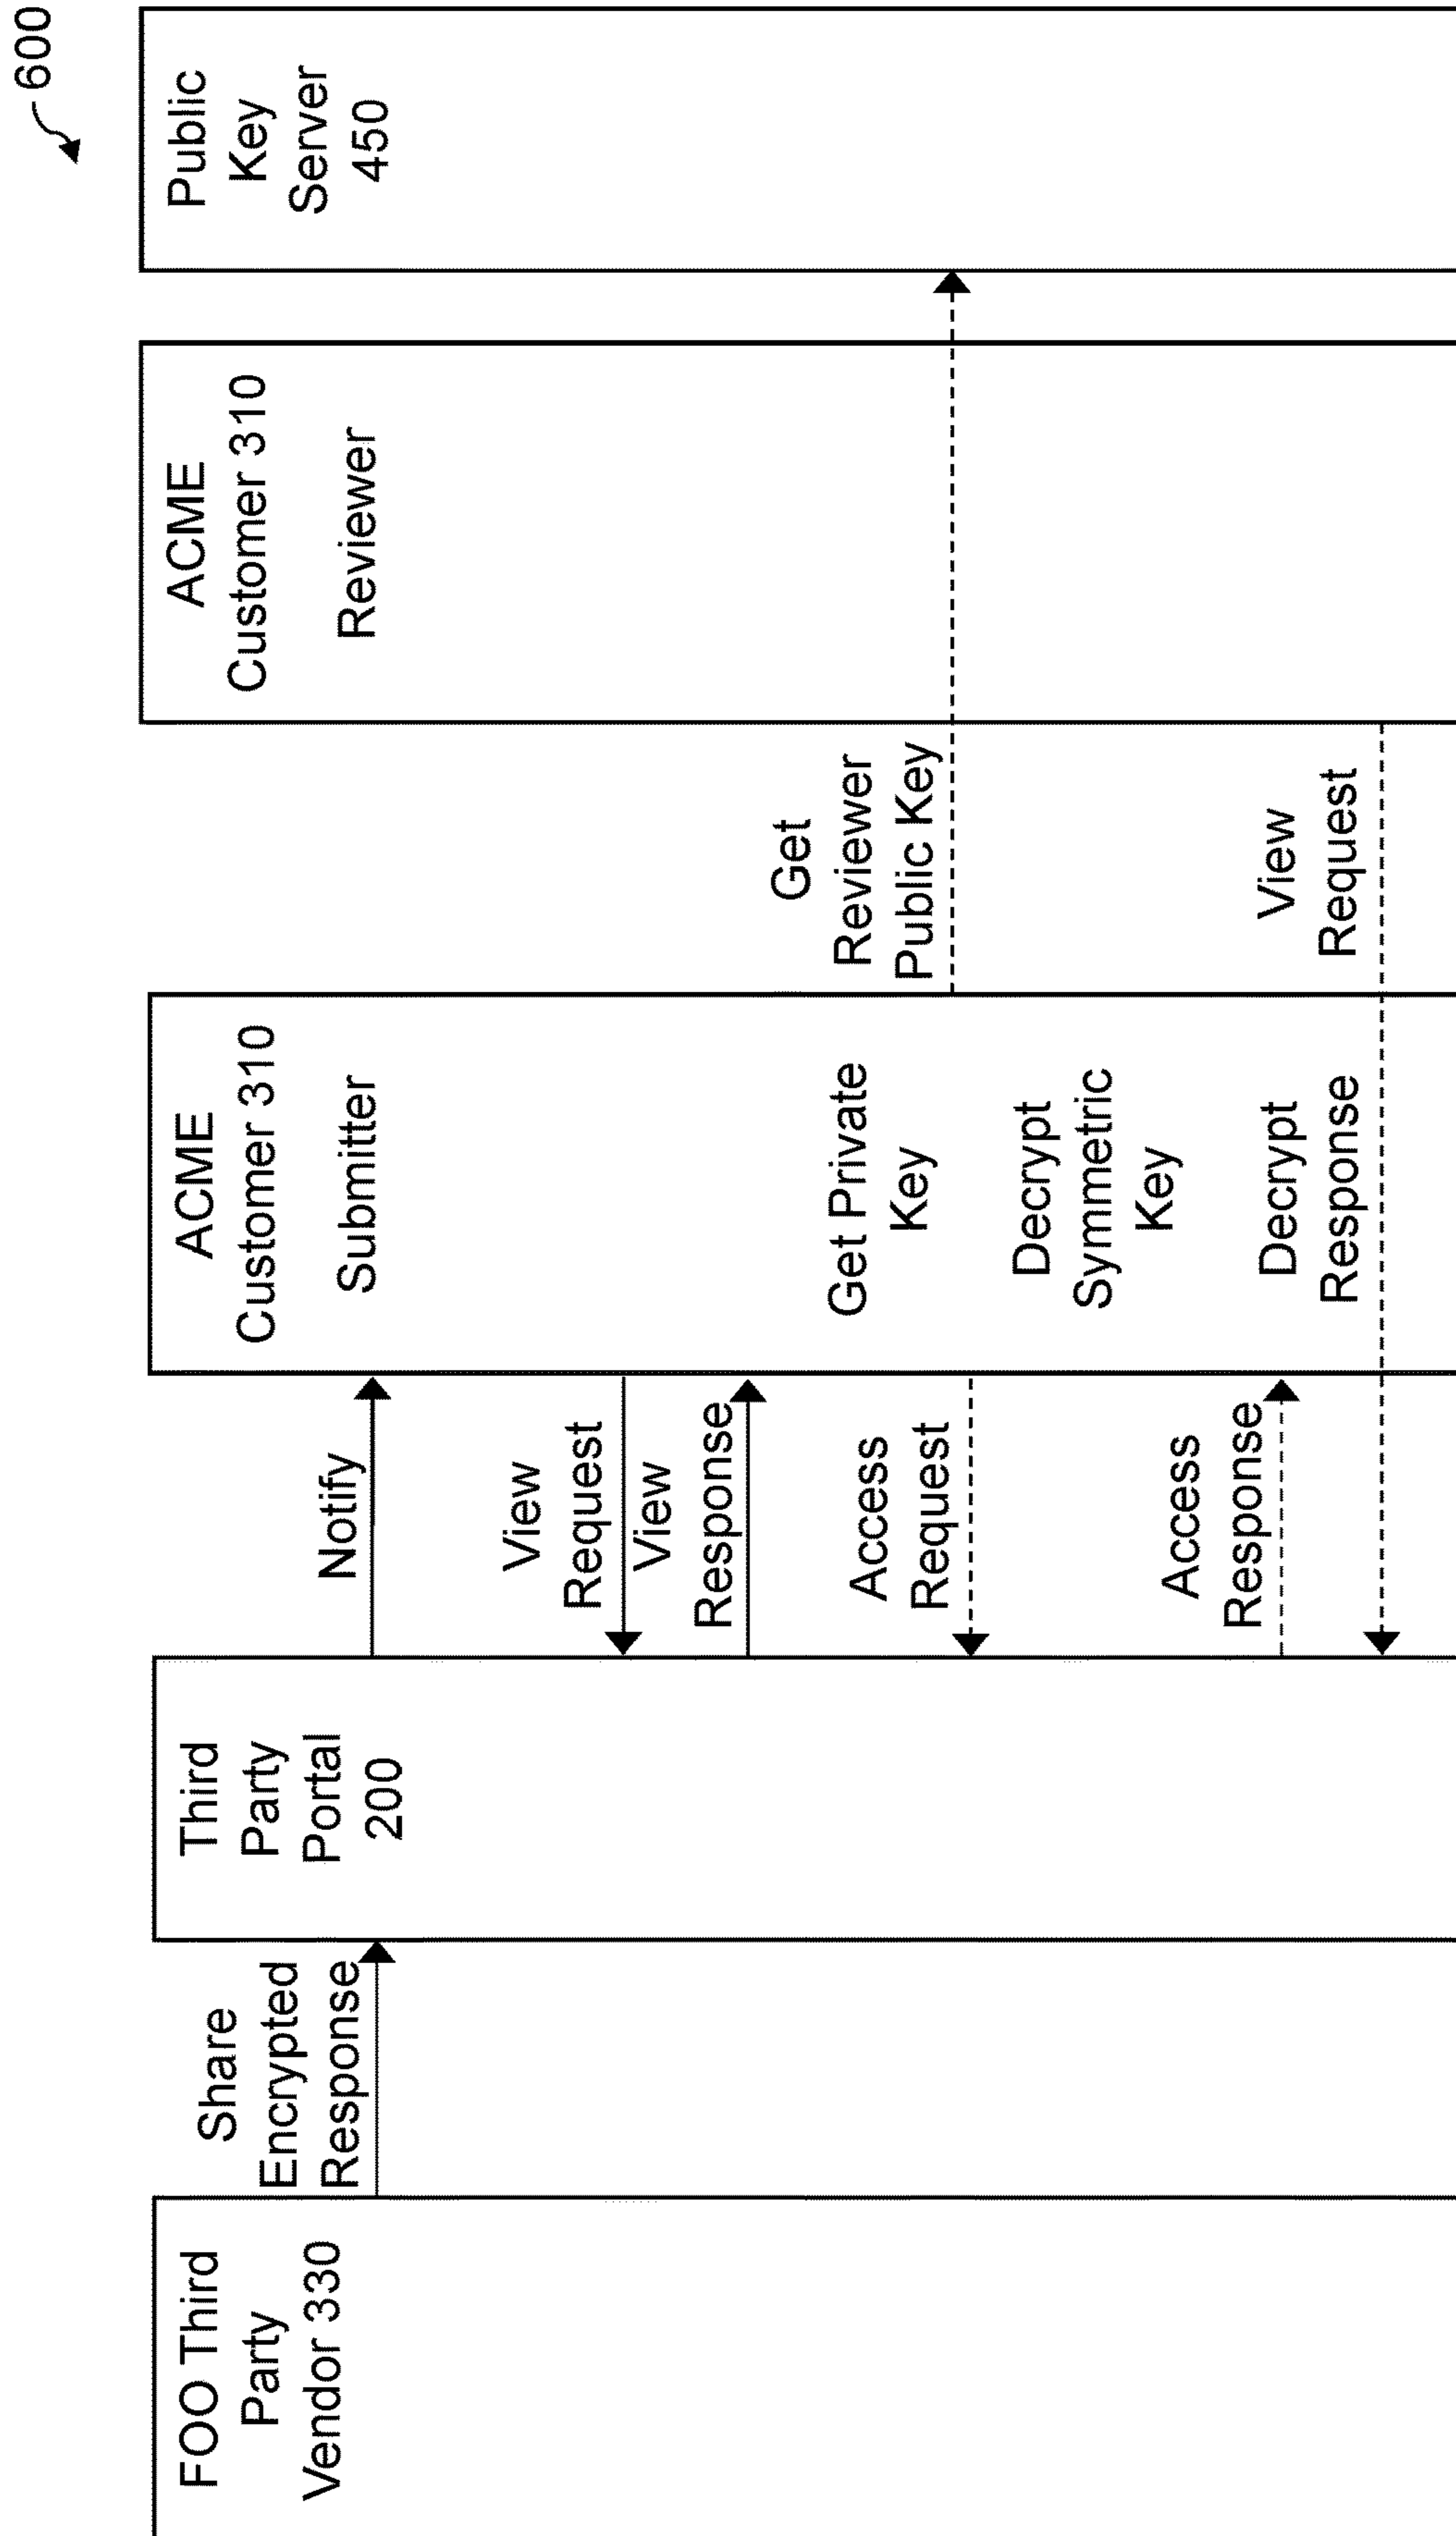 600
FOO Third
Party
Vendor 330
Third
Party
Portal
200
ACME
Customer 310
Submitter
ACME
Customer 310
Reviewer
Public
Key
Server
450
Share
Encrypted
Response
Notify
View
Request
View
Response
Get
Reviewer
Public Key
Get Private
Key
Access
Request
Decrypt
Symmetric
Key
Access
Response
Decrypt
Response
View
Request